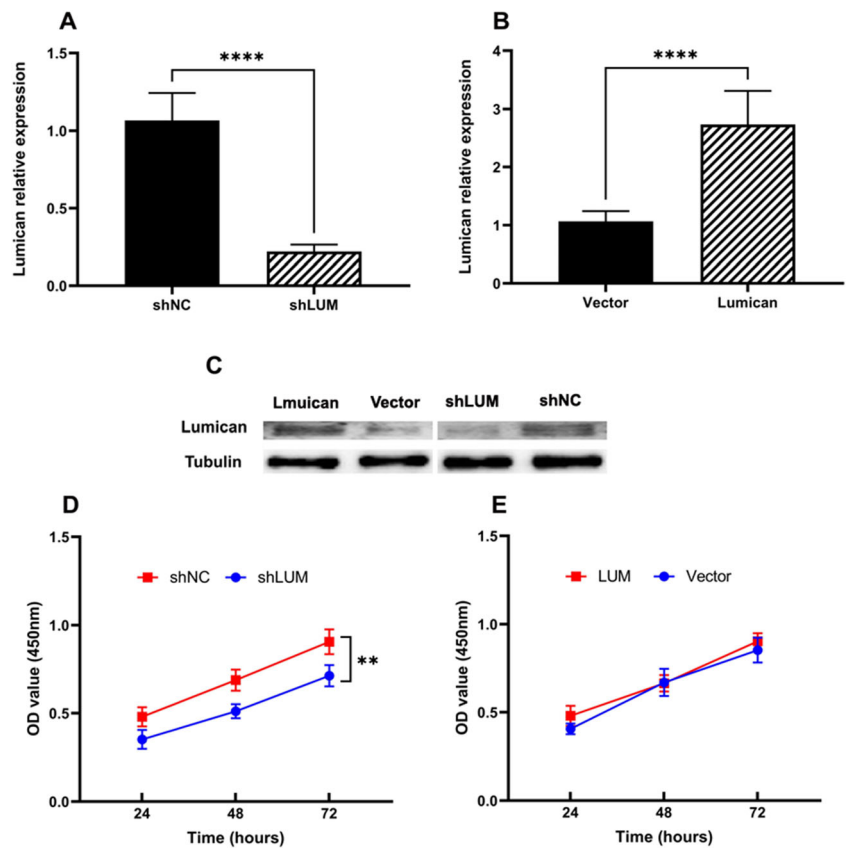 A
Lumican relative expression
1.5
1.0
0.5
0.0
****
shNC
shLUM
B
Lumican relative expression
4
3
2
1
0
****
Vector
Lumican
C
Lmuican Vector shLUM shNC
Lumican
Tubulin
D
OD value (450nm)
1.5
1.0
0.5
0.0
shNC shLUM
**
24 48 72
Time (hours)
E
OD value (450nm)
1.5
1.0
0.5
0.0
LUM Vector
24 48 72
Time (hours)